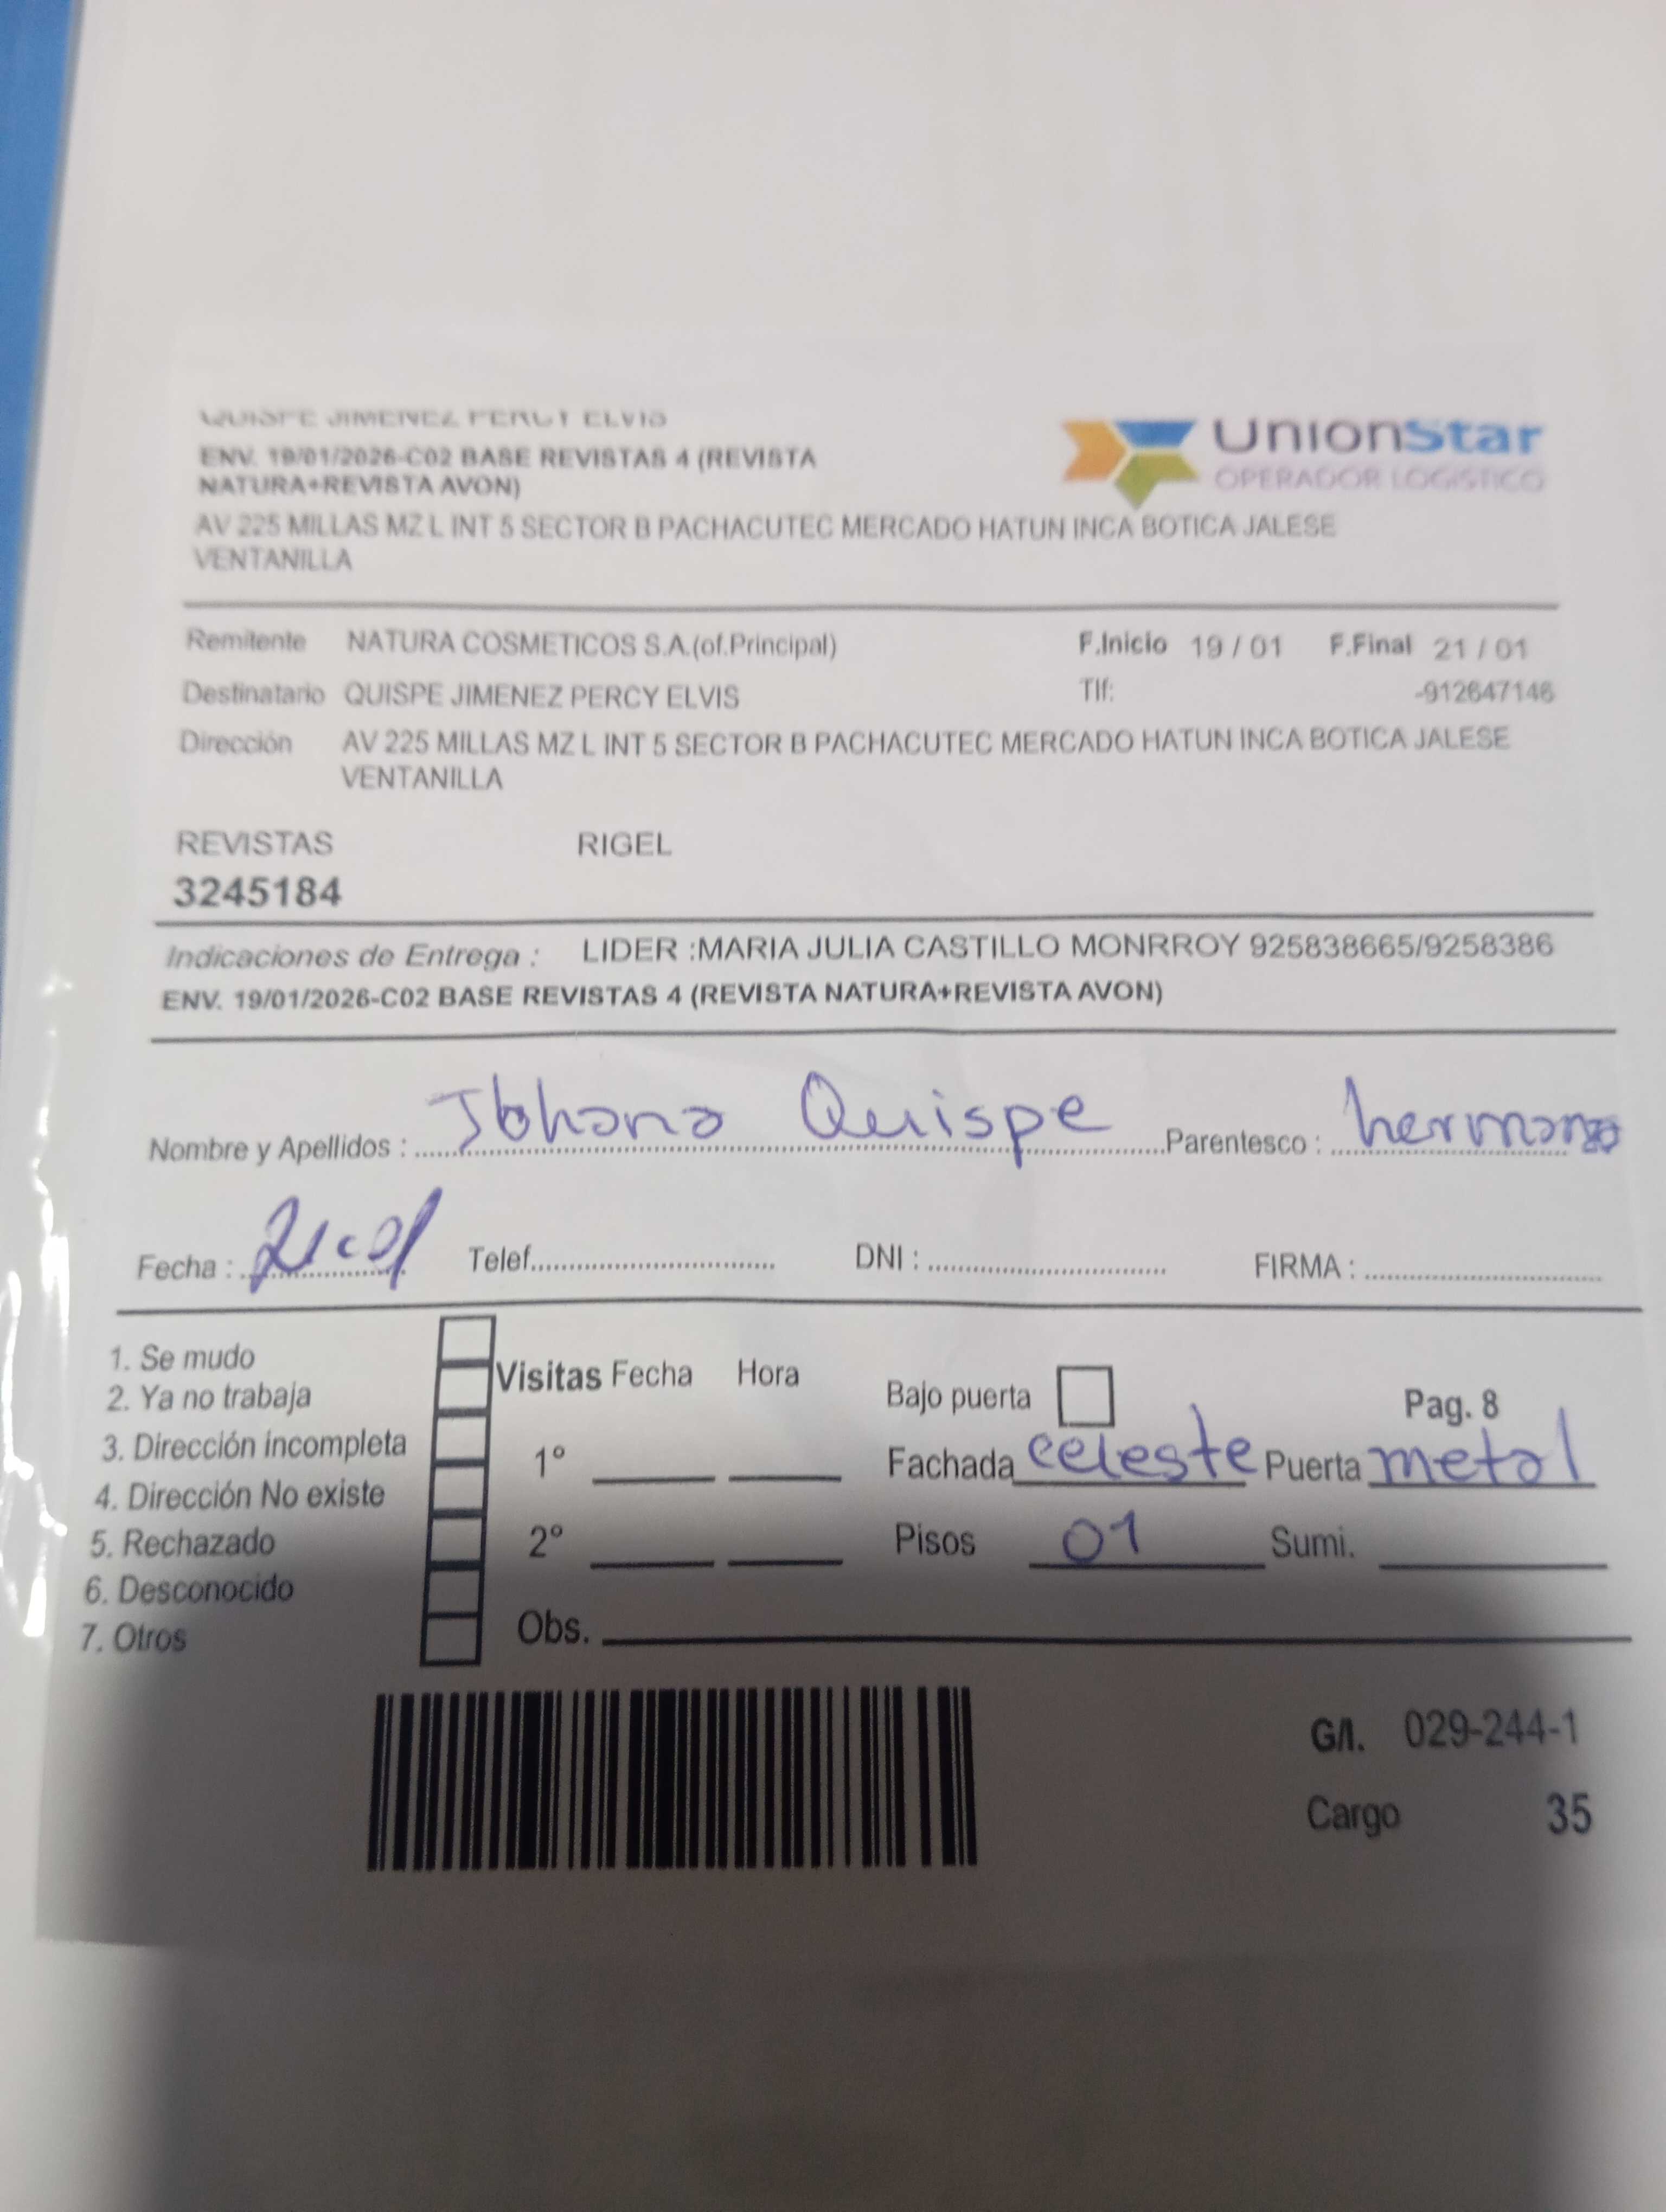 QUISPE JIMENEZ PERCY ELVIS
ENV. 19/01/2026-C02 BASE REVISTAS 4 (REVISTA
NATURA+REVISTA AVON)
UnionStar
OPERADOR LOGISTICO
AV 225 MILLAS MZ L INT 5 SECTOR B PACHACUTEC MERCADO HATUN INCA BOTICA JALESE
VENTANILLA
Remitente NATURA COSMETICOS S.A.(of.Principal) F.Inicio 19 / 01 F.Final 21 / 01
Destinatario QUISPE JIMENEZ PERCY ELVIS Tlf: -912647146
Dirección AV 225 MILLAS MZ L INT 5 SECTOR B PACHACUTEC MERCADO HATUN INCA BOTICA JALESE
VENTANILLA
REVISTAS RIGEL
3245184
Indicaciones de Entrega : LIDER :MARIA JULIA CASTILLO MONRROY 925838665/9258386
ENV. 19/01/2026-C02 BASE REVISTAS 4 (REVISTA NATURA+REVISTA AVON)
Nombre y Apellidos : Johana Quispe Parentesco : hermana
Fecha : 21-01 Telef. DNI : FIRMA :
1. Se mudo
2. Ya no trabaja
3. Dirección incompleta
4. Dirección No existe
5. Rechazado
6. Desconocido
7. Otros
Visitas Fecha Hora
1º
2º
Obs.
Bajo puerta Pag. 8
Fachada celeste Puerta metal
Pisos 01 Sumi.
G/I. 029-244-1
Cargo 35